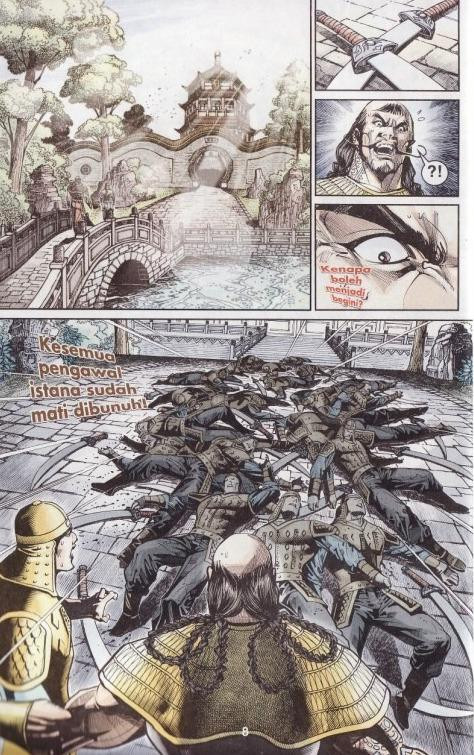 ?!
Kenapa
boleh
menjadi
begini?
Kesemua
pengawal
istana sudah
mati dibunuh!
8